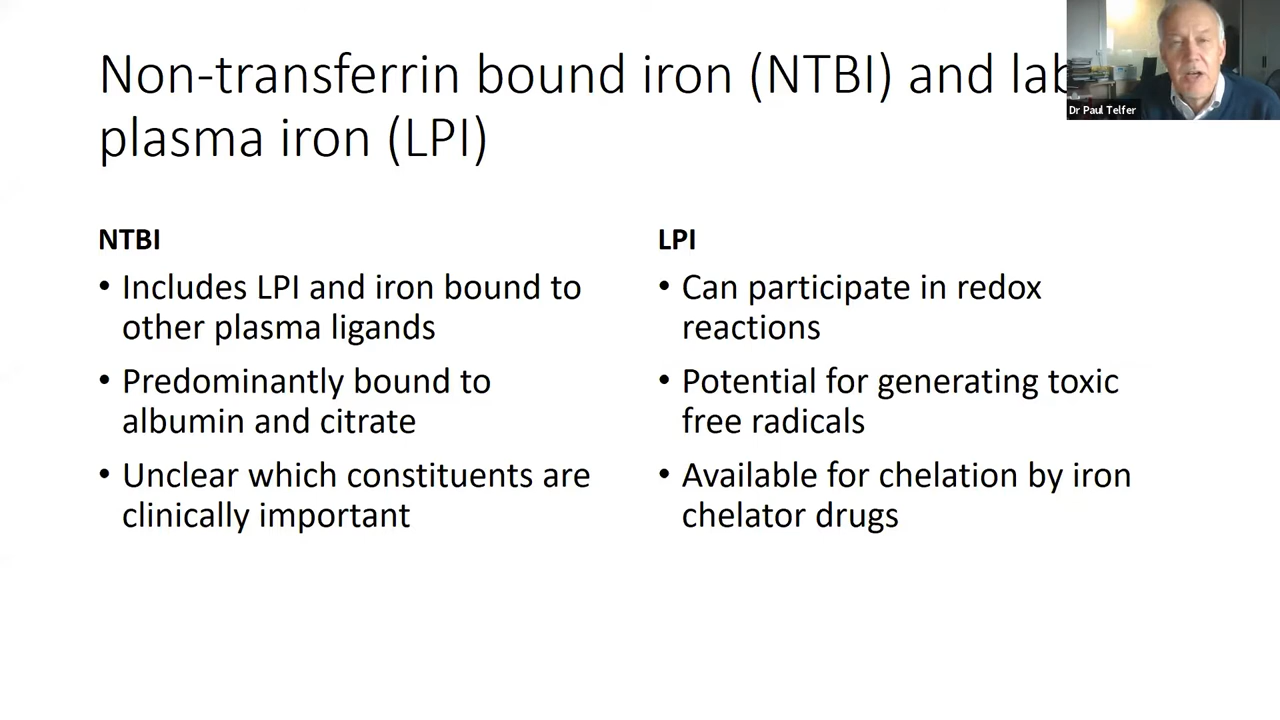 Non-transferrin bound iron (NTBI) and
plasma iron (LPI)
Dr Paul Telfer
NTBI
• Includes LPI and iron bound to
other plasma ligands
• Predominantly bound to
albumin and citrate
• Unclear which constituents are
clinically important
LPI
• Can participate in redox
reactions
• Potential for generating toxic
free radicals
• Available for chelation by iron
chelator drugs